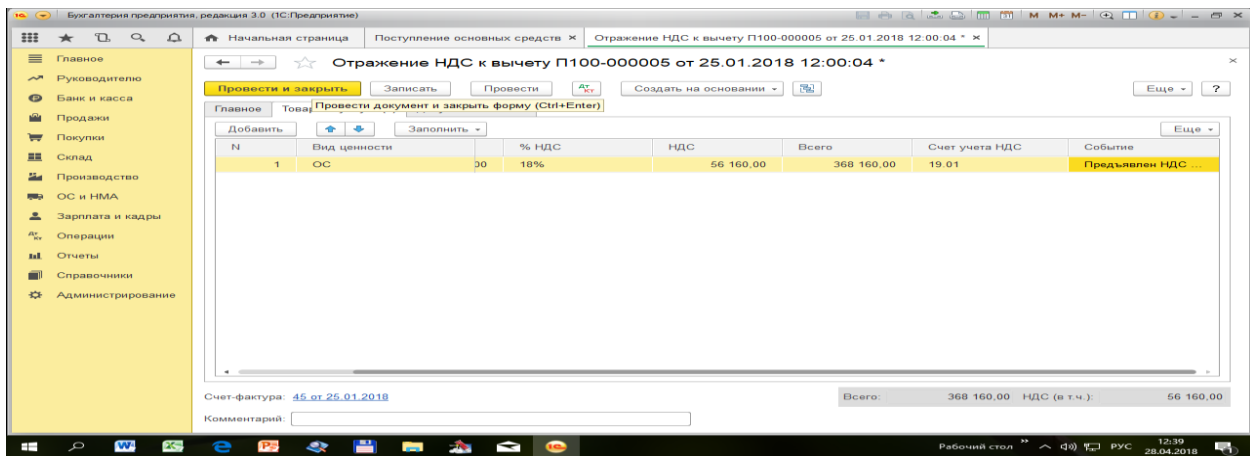 Бухгалтерия предприятия, редакция 3.0 (1С:Предприятие)
M M+ M-
Начальная страница
Поступление основных средств ×
Отражение НДС к вычету П100-000005 от 25.01.2018 12:00:04 * ×
Главное
Руководителю
Банк и касса
Продажи
Покупки
Склад
Производство
ОС и НМА
Зарплата и кадры
Операции
Отчеты
Справочники
Администрирование
Отражение НДС к вычету П100-000005 от 25.01.2018 12:00:04 *
Провести и закрыть
Записать
Провести
Дт Кт
Создать на основании
Еще
?
Главное
Провести документ и закрыть форму (Ctrl+Enter)
Добавить
Заполнить
Еще
N Вид ценности % НДС НДС Всего Счет учета НДС Событие
1 ОС 00 18% 56 160,00 368 160,00 19.01 Предъявлен НДС ...
Счет-фактура: 45 от 25.01.2018
Всего: 368 160,00 НДС (в т.ч.): 56 160,00
Комментарий:
Рабочий стол
РУС
12:39
28.04.2018